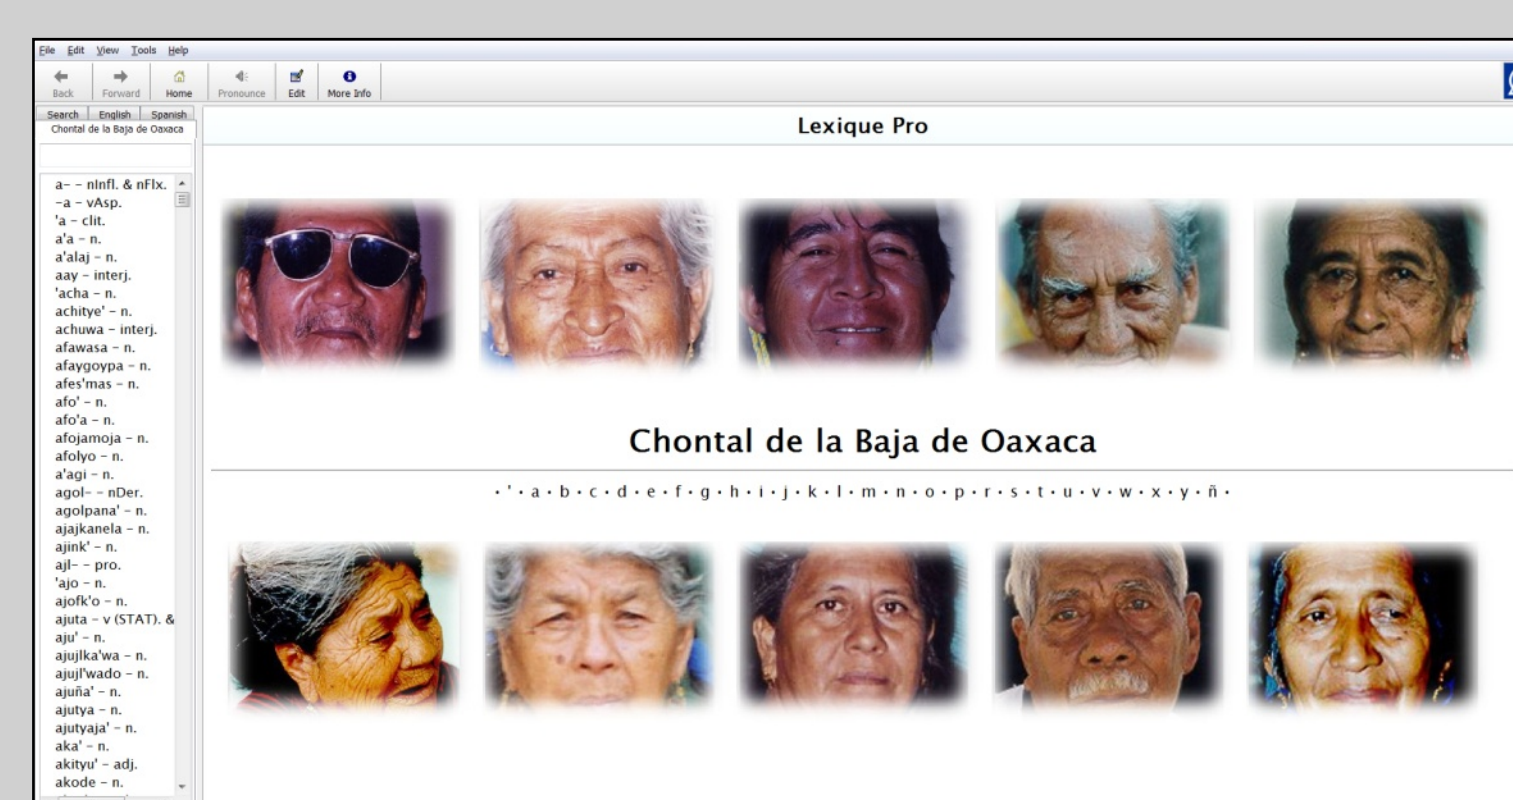 File Edit View Tools Help
Back Forward Home Pronounce Edit More Info
Search English Spanish
Chontal de la Baja de Oaxaca
Lexique Pro
a- - nInfl. & nFlx.
-a - vAsp.
'a - clit.
a'a - n.
a'alaj - n.
aay - interj.
'acha - n.
achitye' - n.
achuwa - interj.
afawasa - n.
afaygoypa - n.
afes'mas - n.
afo' - n.
afo'a - n.
afojamoja - n.
afolyo - n.
a'agi - n.
agol- - nDer.
agolpana' - n.
ajajkanela - n.
ajink' - n.
ajl- - pro.
'ajo - n.
ajofk'o - n.
ajuta - v (STAT). &
aju' - n.
ajujlka'wa - n.
ajujl'wado - n.
ajuña' - n.
ajutya - n.
ajutyaja' - n.
aka' - n.
akityu' - adj.
akode - n.
Chontal de la Baja de Oaxaca
· ' · a · b · c · d · e · f · g · h · i · j · k · l · m · n · o · p · r · s · t · u · v · w · x · y · ñ ·